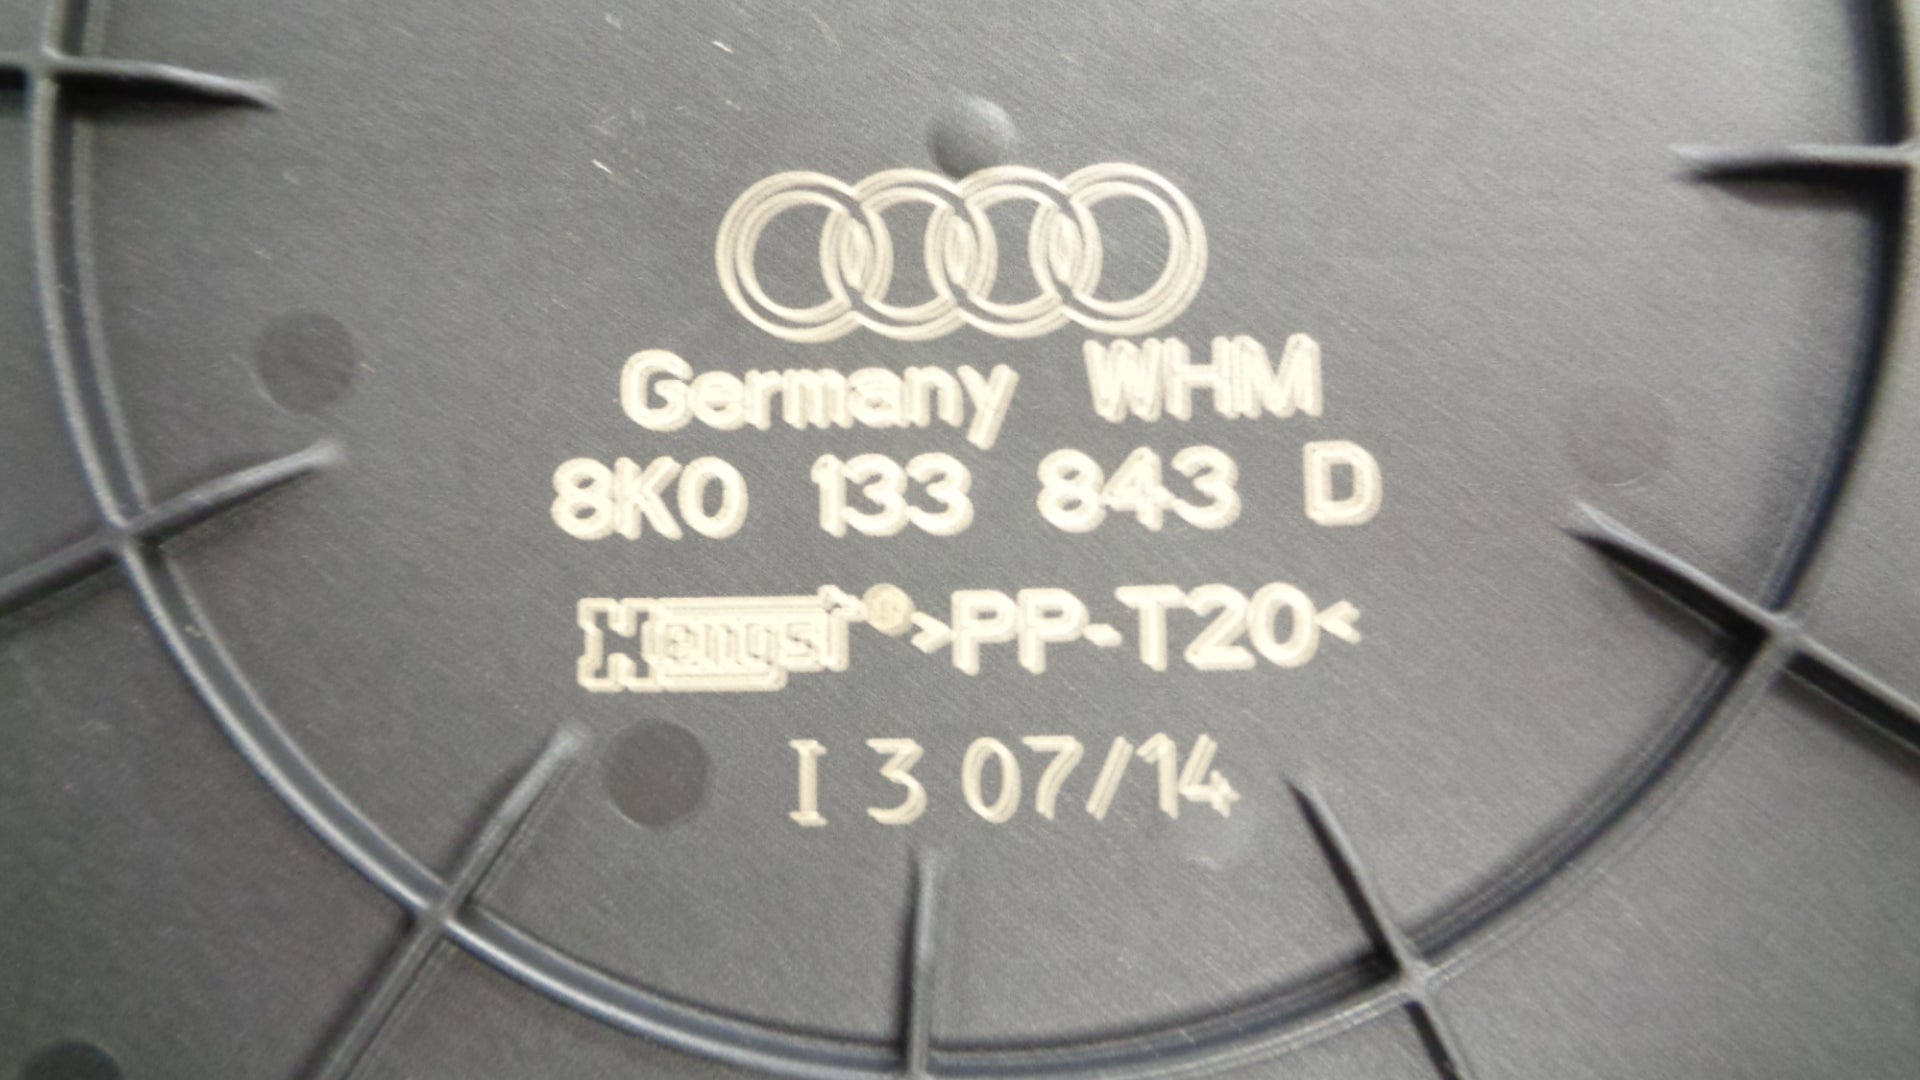 Germany WHM
8K0 133 843 D
>PP-T20<
I 3 07/14